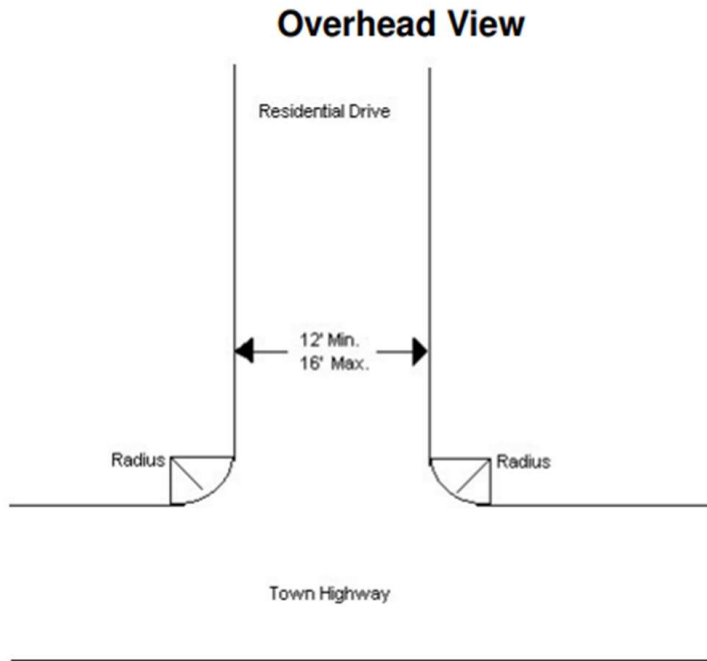 Overhead View
Residential Drive
12' Min.
16' Max.
Radius
Radius
Town Highway